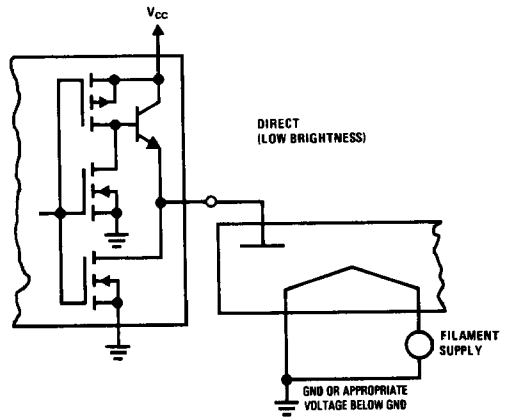 VCC
DIRECT
(LOW BRIGHTNESS)
FILAMENT
SUPPLY
GND OR APPROPRIATE
VOLTAGE BELOW GND